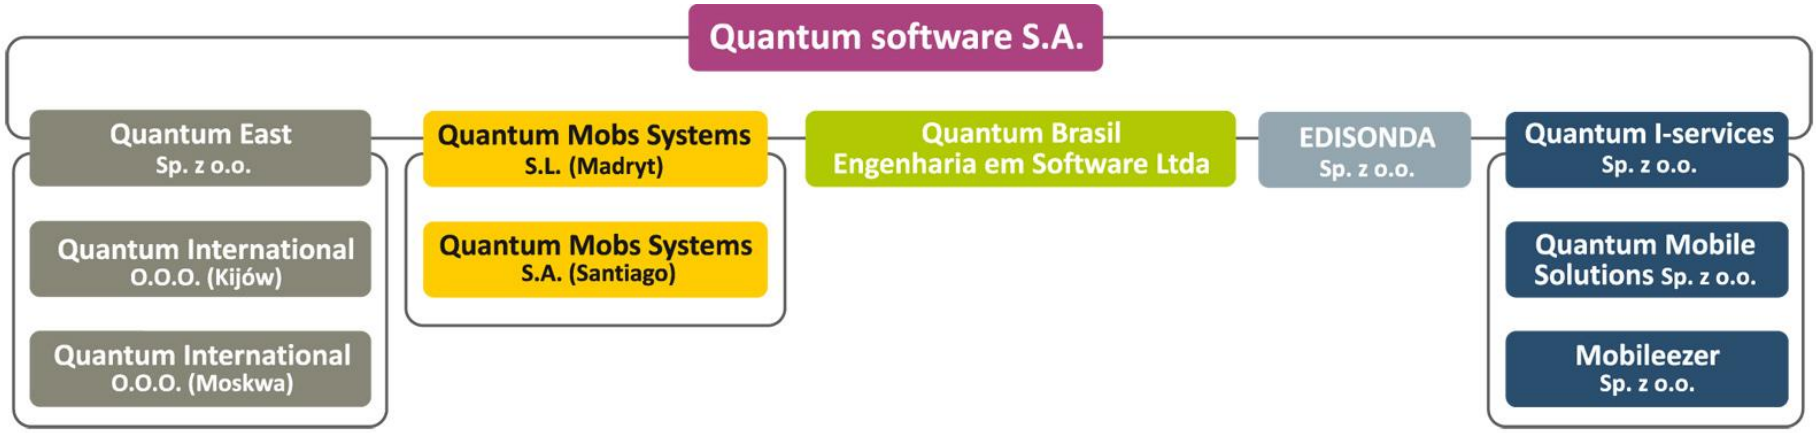 Quantum software S.A.
Quantum East
Sp. z o.o.
Quantum International
O.O.O. (Kijów)
Quantum International
O.O.O. (Moskwa)
Quantum Mobs Systems
S.L. (Madryt)
Quantum Mobs Systems
S.A. (Santiago)
Quantum Brasil
Engenharia em Software Ltda
EDISONDA
Sp. z o.o.
Quantum I-services
Sp. z o.o.
Quantum Mobile
Solutions Sp. z o.o.
Mobileezer
Sp. z o.o.